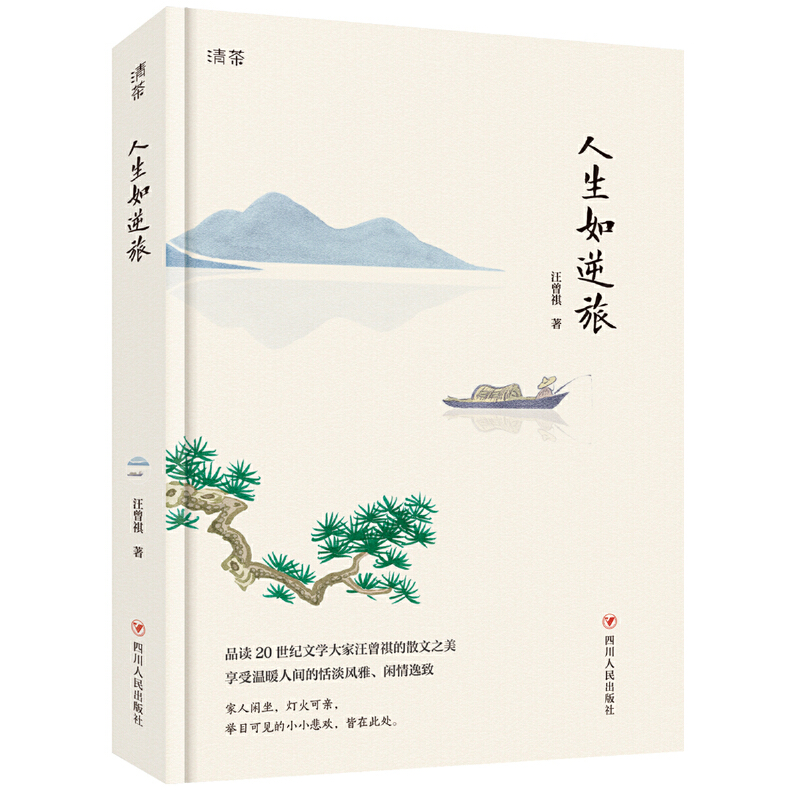 清茶
人生如逆旅
汪曾祺 著
四川人民出版社
清茶
人生如逆旅
汪曾祺 著
品读20世纪文学大家汪曾祺的散文之美
享受温暖人间的恬淡风雅、闲情逸致
家人闲坐，灯火可亲，
举目可见的小小悲欢，皆在此处。
四川人民出版社